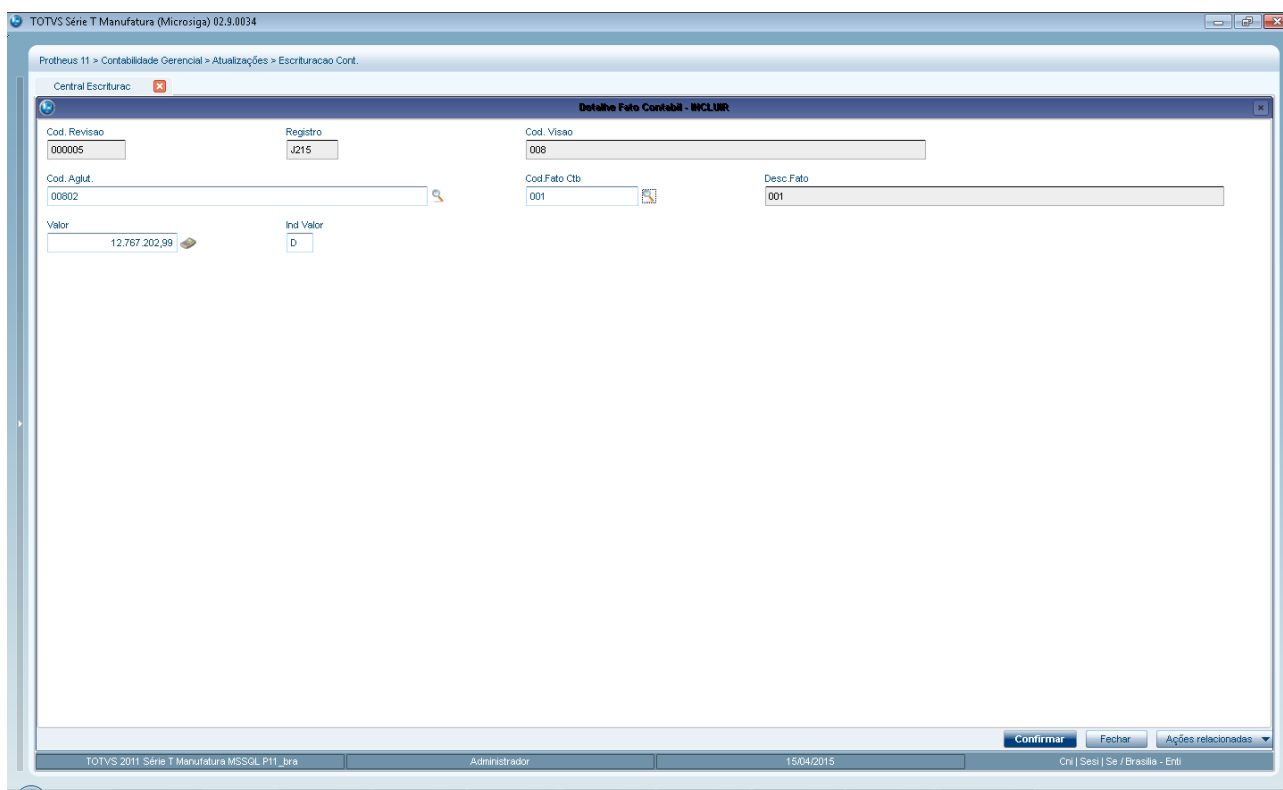 TOTVS Série T Manufatura (Microsiga) 02.9.0034
Protheus 11 > Contabilidade Gerencial > Atualizações > Escrituracao Cont.
Central Escriturac
Detalhe Fato Contabil - INCLUIR
Cod. Revisao Registro Cod. Visao
000005 J215 008
Cod. Aglut. Cod.Fato Ctb Desc.Fato
00802 001 001
Valor Ind Valor
12.767.202,99 D
Confirmar Fechar Ações relacionadas
TOTVS 2011 Série T Manufatura MSSQL P11_bra Administrador 15/04/2015 Cni | Sesi | Se / Brasilia - Enti